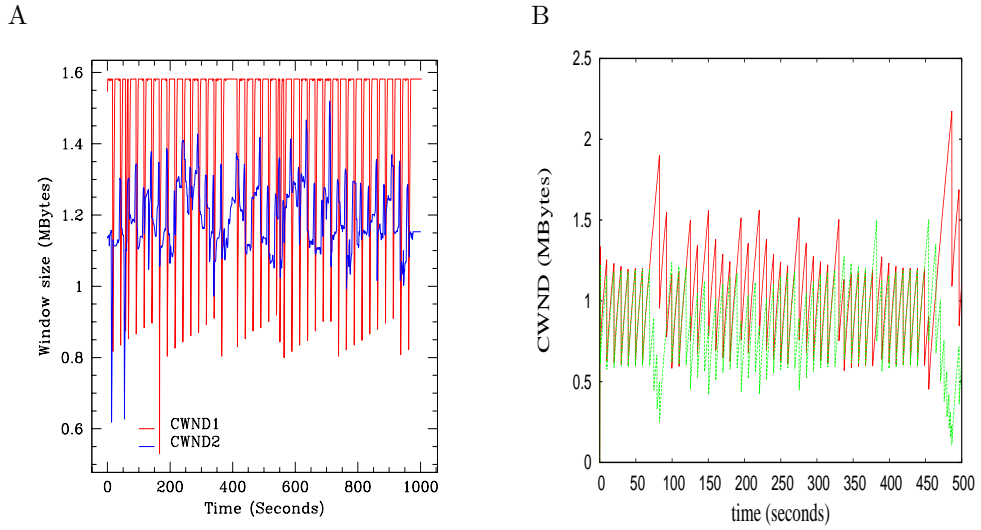 A
Window size (MBytes)
1.6
1.4
1.2
1
0.8
0.6
CWND1
CWND2
0 200 400 600 800 1000
Time (Seconds)
B
CWND (MBytes)
2.5
2
1.5
1
0.5
0
0 50 100 150 200 250 300 350 400 450 500
time (seconds)